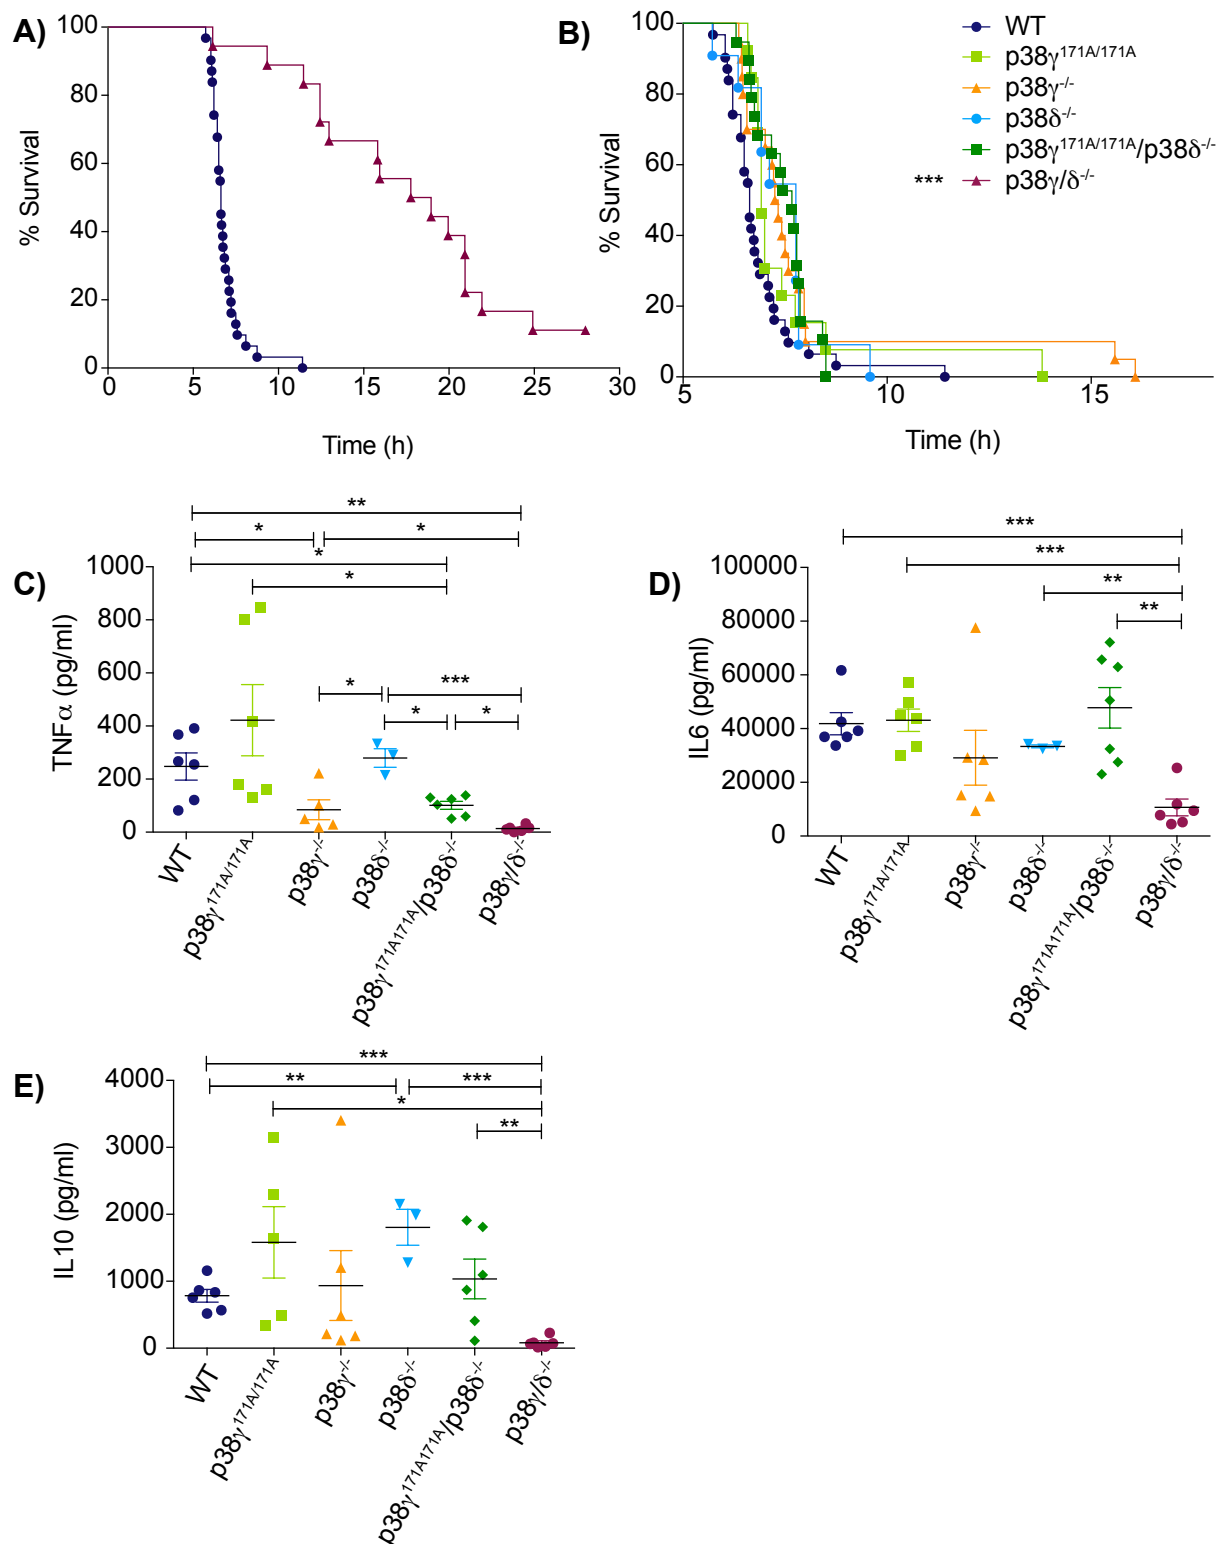 A)
% Survival
100
80
60
40
20
0
0 5 10 15 20 25 30
Time (h)
B)
% Survival
100
80
60
40
20
0
5 10 15
Time (h)
WT
p38γ171A/171A
p38γ-/-
p38δ-/-
p38γ171A/171A/p38δ-/-
*** p38γ/δ-/-
C)
TNFα (pg/ml)
**
* *
*
*
1000
800
600
400
200
0
* ***
* *
WT
p38γ171A/171A
p38γ-/-
p38δ-/-
p38γ171A171A/p38δ-/-
p38γ/δ-/-
D)
IL6 (pg/ml)
***
***
**
**
100000
80000
60000
40000
20000
0
WT
p38γ171A/171A
p38γ-/-
p38δ-/-
p38γ171A171A/p38δ-/-
p38γ/δ-/-
E)
IL10 (pg/ml)
***
** ***
*
**
4000
3000
2000
1000
0
WT
p38γ171A/171A
p38γ-/-
p38δ-/-
p38γ171A171A/p38δ-/-
p38γ/δ-/-